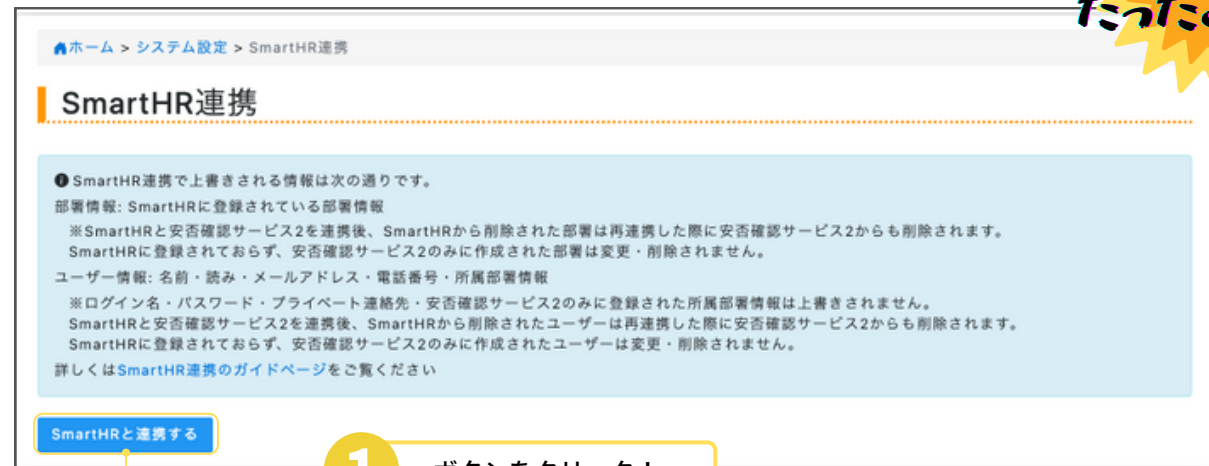 たった
ホーム > システム設定 > SmartHR連携
SmartHR連携
SmartHR連携で上書きされる情報は次の通りです。
部署情報: SmartHRに登録されている部署情報
※SmartHRと安否確認サービス2を連携後、SmartHRから削除された部署は再連携した際に安否確認サービス2からも削除されます。
SmartHRに登録されておらず、安否確認サービス2のみに作成された部署は変更・削除されません。
ユーザー情報: 名前・読み・メールアドレス・電話番号・所属部署情報
※ログイン名・パスワード・プライベート連絡先・安否確認サービス2のみに登録された所属部署情報は上書きされません。
SmartHRと安否確認サービス2を連携後、SmartHRから削除されたユーザーは再連携した際に安否確認サービス2からも削除されます。
SmartHRに登録されておらず、安否確認サービス2のみに作成されたユーザーは変更・削除されません。
詳しくはSmartHR連携のガイドページをご覧ください
SmartHRと連携する
1 ボタンをクリック!